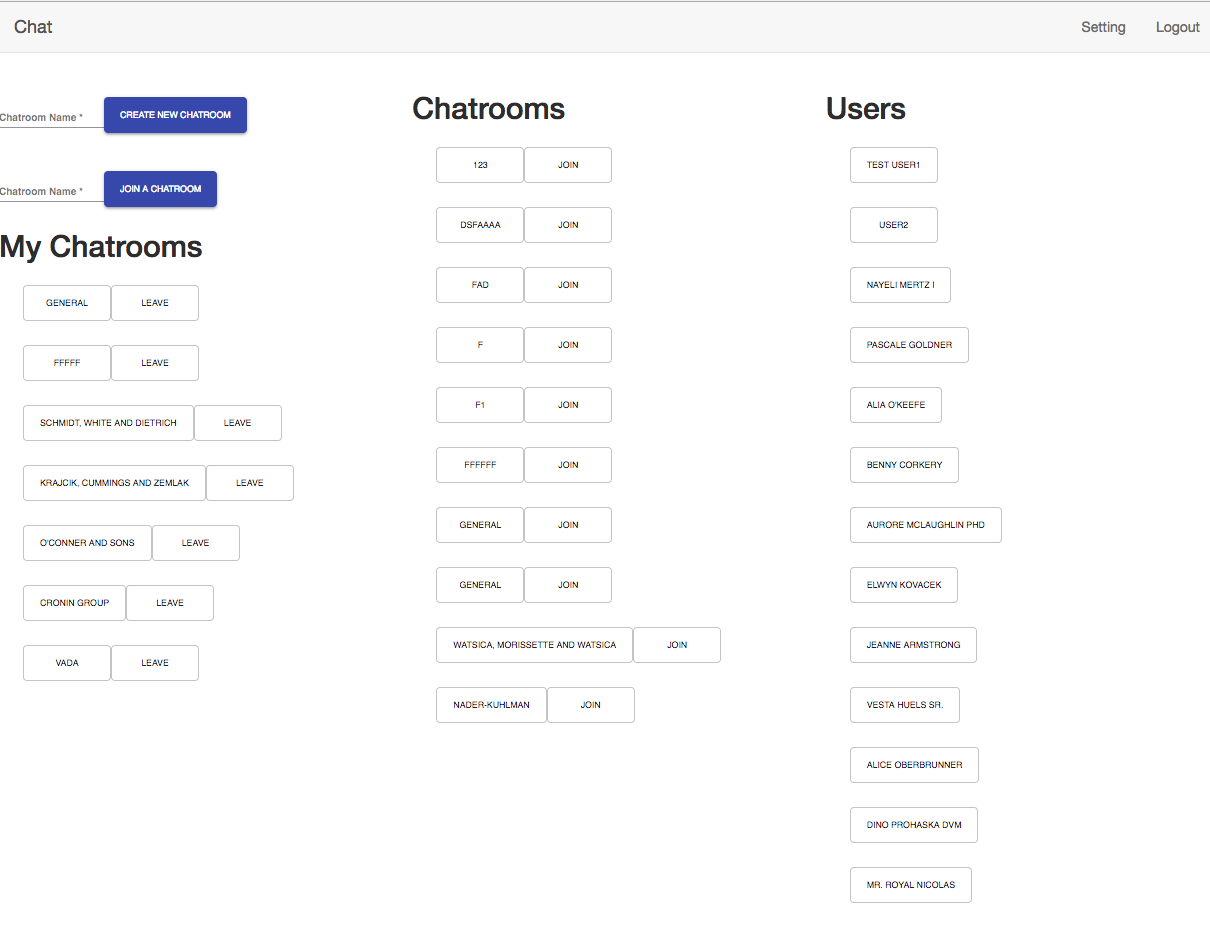 Chat
Setting
Logout
Chatroom Name *
CREATE NEW CHATROOM
Chatroom Name *
JOIN A CHATROOM
My Chatrooms
GENERAL LEAVE
FFFFF LEAVE
SCHMIDT, WHITE AND DIETRICH LEAVE
KRAJCIK, CUMMINGS AND ZEMLAK LEAVE
O'CONNER AND SONS LEAVE
CRONIN GROUP LEAVE
VADA LEAVE
Chatrooms
123 JOIN
DSFAAAA JOIN
FAD JOIN
F JOIN
F1 JOIN
FFFFFF JOIN
GENERAL JOIN
GENERAL JOIN
WATSICA, MORISSETTE AND WATSICA JOIN
NADER-KUHLMAN JOIN
Users
TEST USER1
USER2
NAYELI MERTZ I
PASCALE GOLDNER
ALIA O'KEEFE
BENNY CORKERY
AURORE MCLAUGHLIN PHD
ELWYN KOVACEK
JEANNE ARMSTRONG
VESTA HUELS SR.
ALICE OBERBRUNNER
DINO PROHASKA DVM
MR. ROYAL NICOLAS